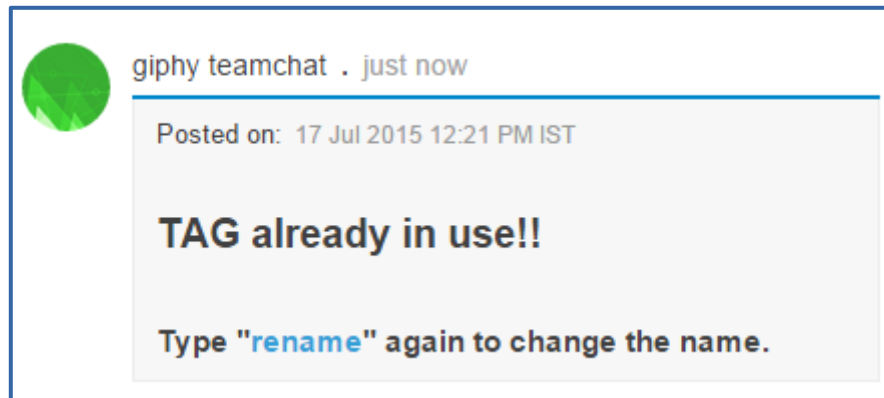 giphy teamchat . just now
Posted on: 17 Jul 2015 12:21 PM IST
TAG already in use!!
Type "rename" again to change the name.